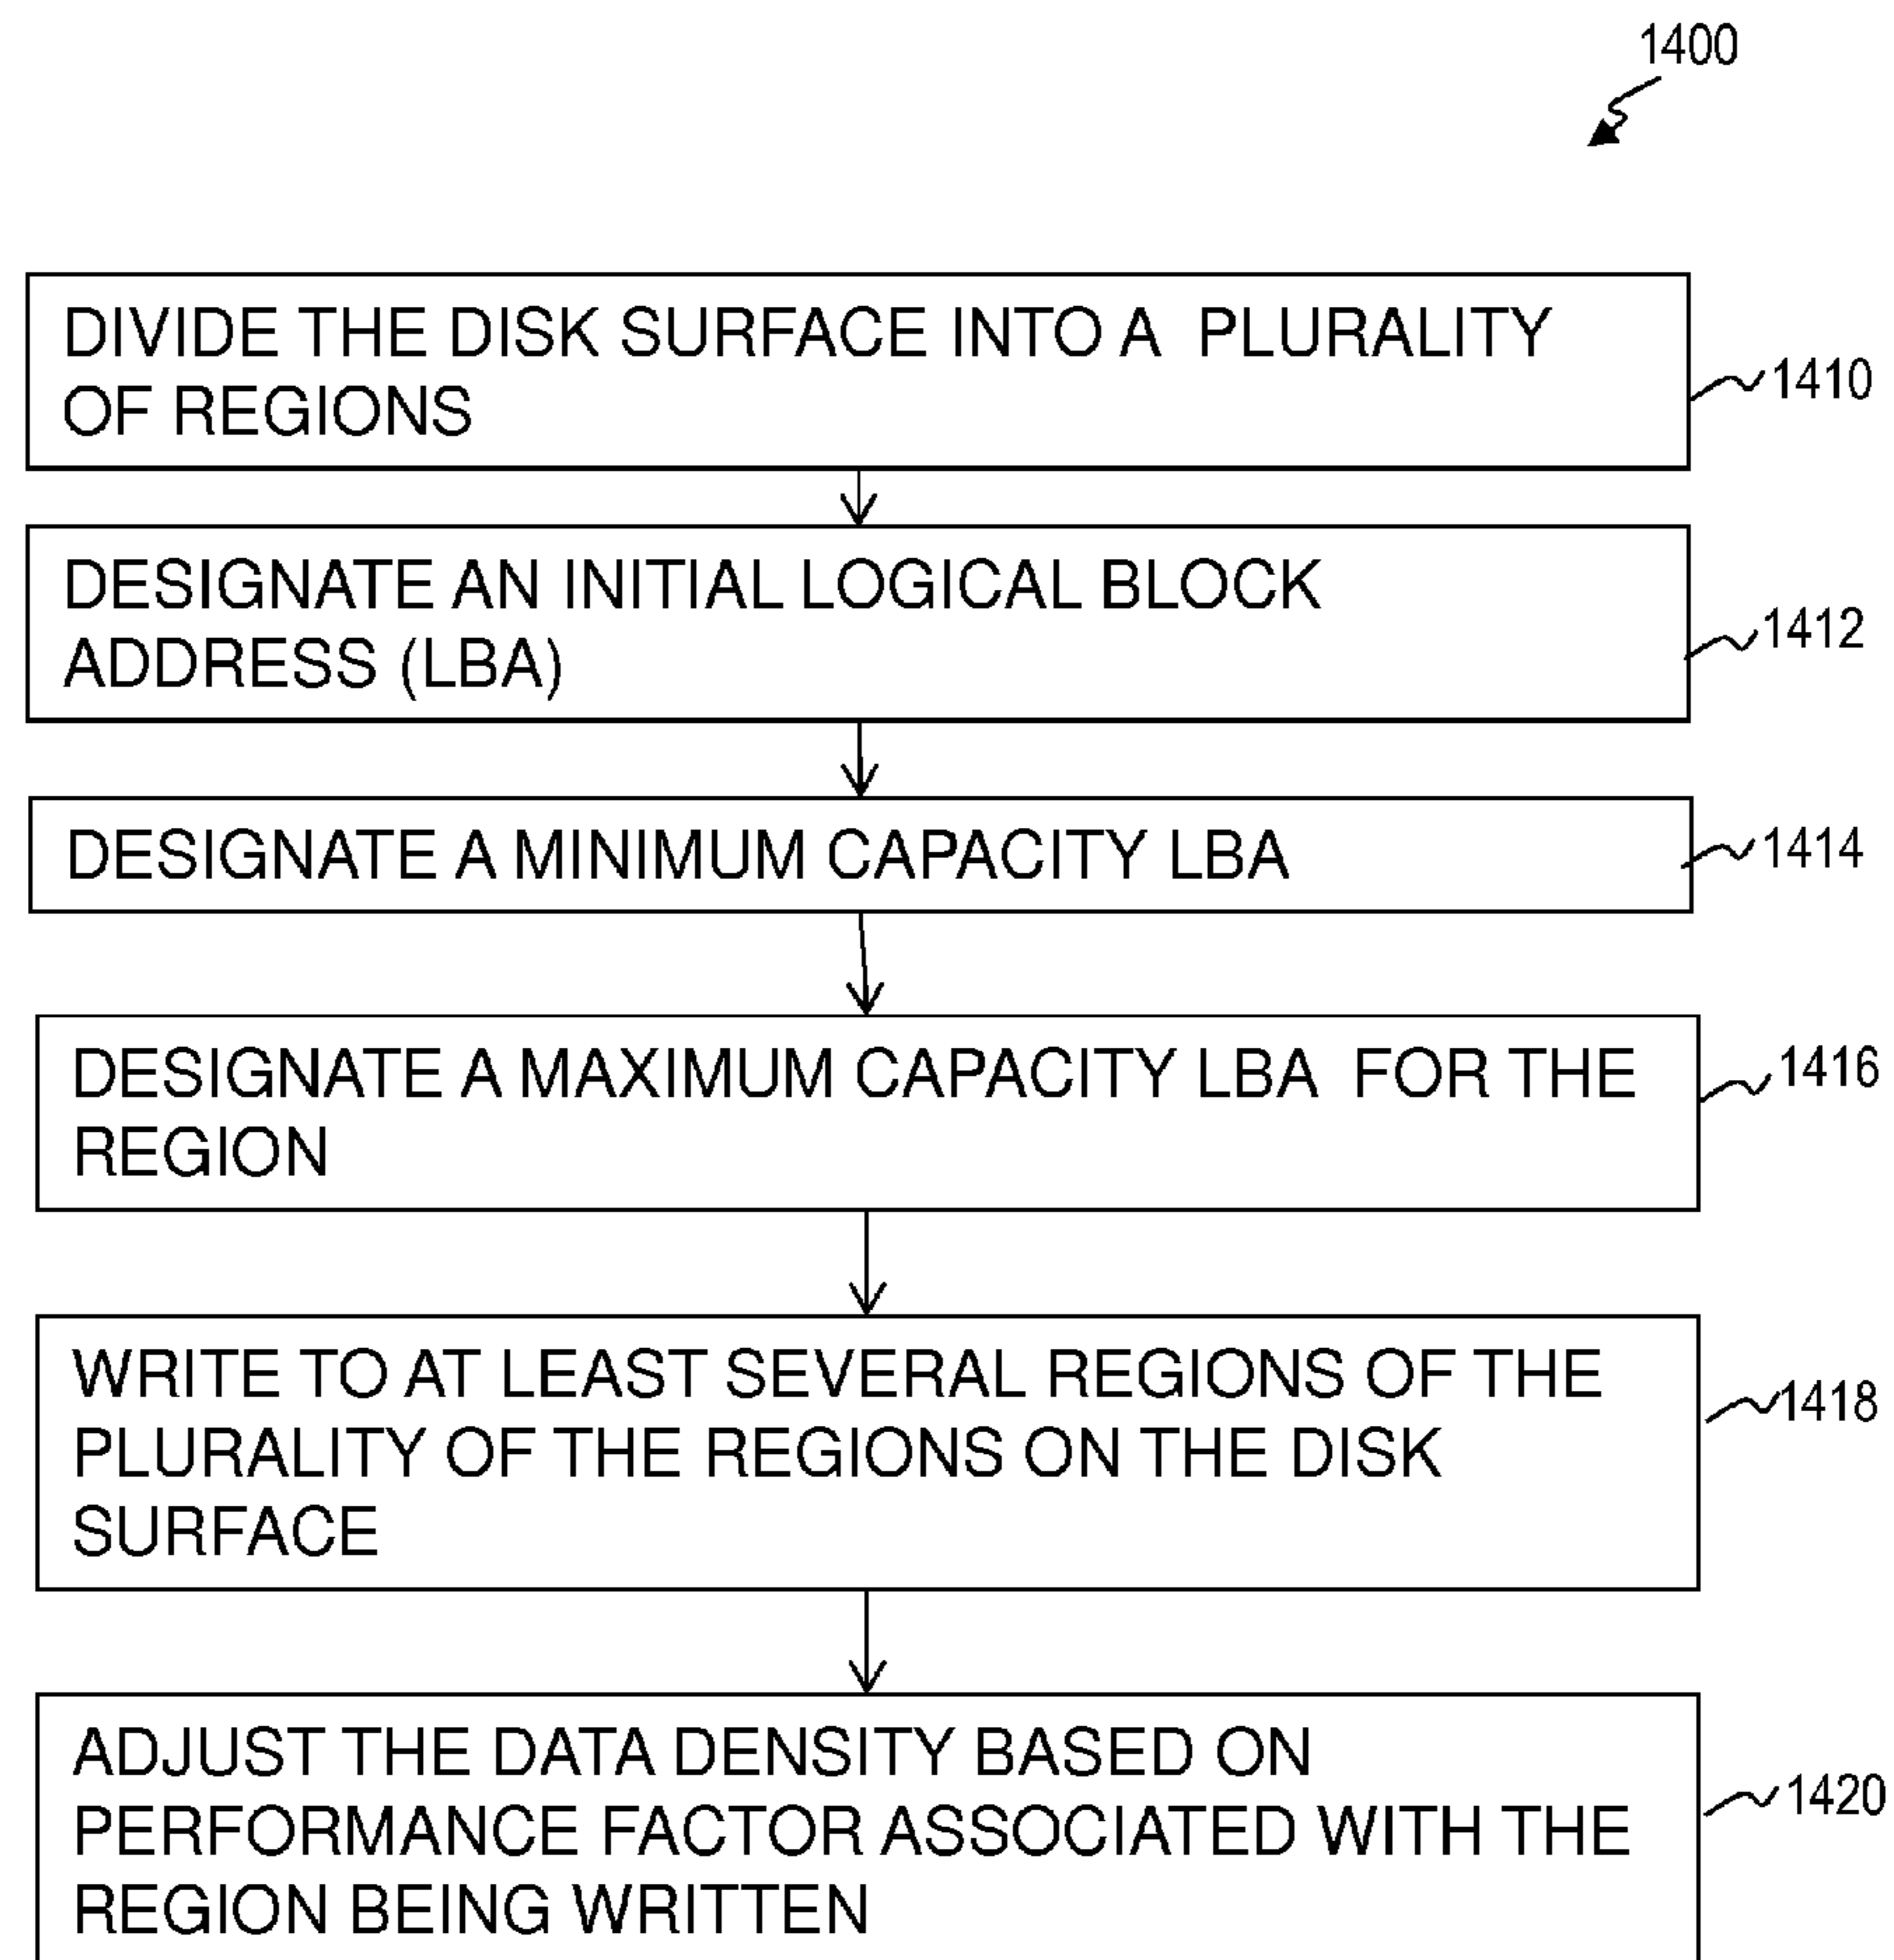 1400
DIVIDE THE DISK SURFACE INTO A PLURALITY
OF REGIONS
1410
DESIGNATE AN INITIAL LOGICAL BLOCK
ADDRESS (LBA)
1412
DESIGNATE A MINIMUM CAPACITY LBA
1414
DESIGNATE A MAXIMUM CAPACITY LBA FOR THE
REGION
1416
WRITE TO AT LEAST SEVERAL REGIONS OF THE
PLURALITY OF THE REGIONS ON THE DISK
SURFACE
1418
ADJUST THE DATA DENSITY BASED ON
PERFORMANCE FACTOR ASSOCIATED WITH THE
REGION BEING WRITTEN
1420